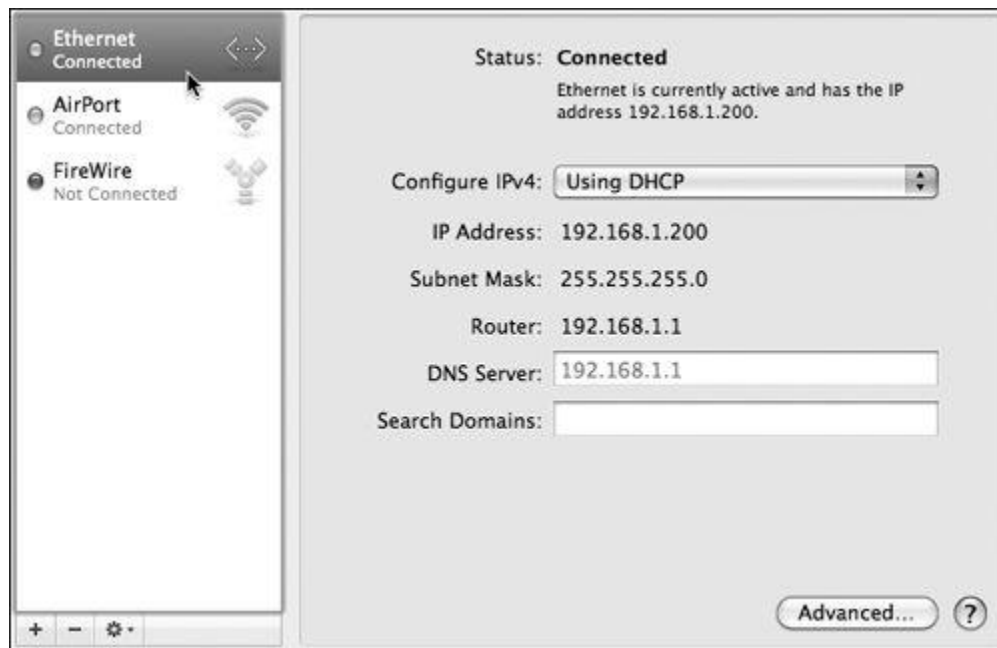 Ethernet
Connected
AirPort
Connected
FireWire
Not Connected
+ -
Status: Connected
Ethernet is currently active and has the IP
address 192.168.1.200.
Configure IPv4: Using DHCP
IP Address: 192.168.1.200
Subnet Mask: 255.255.255.0
Router: 192.168.1.1
DNS Server: 192.168.1.1
Search Domains:
Advanced... ?